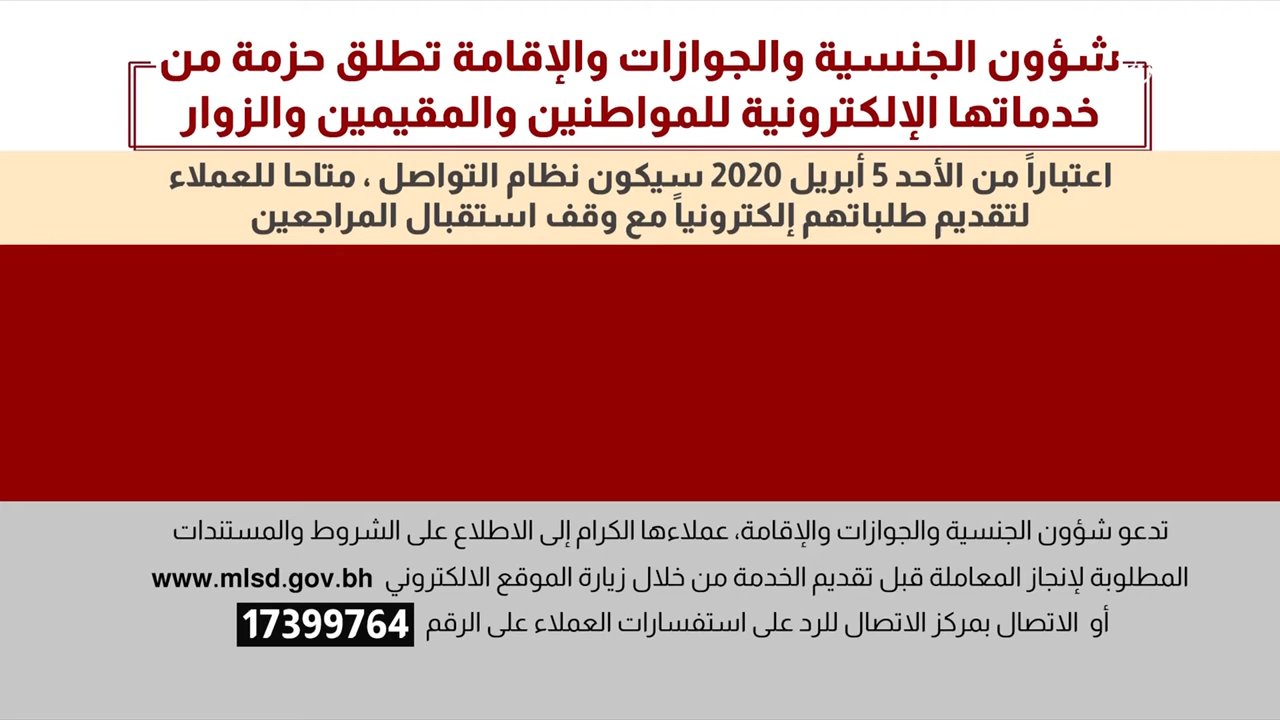 شؤون الجنسية والجوازات والإقامة تطلق حزمة من
خدماتها الإلكترونية للمواطنين والمقيمين والزوار
اعتباراً من الأحد 5 أبريل 2020 سيكون نظام التواصل ، متاحا للعملاء
لتقديم طلباتهم إلكترونياً مع وقف استقبال المراجعين
تدعو شؤون الجنسية والجوازات والإقامة، عملاءها الكرام إلى الاطلاع على الشروط والمستندات
المطلوبة لإنجاز المعاملة قبل تقديم الخدمة من خلال زيارة الموقع الالكتروني www.mlsd.gov.bh
أو الاتصال بمركز الاتصال للرد على استفسارات العملاء على الرقم 17399764